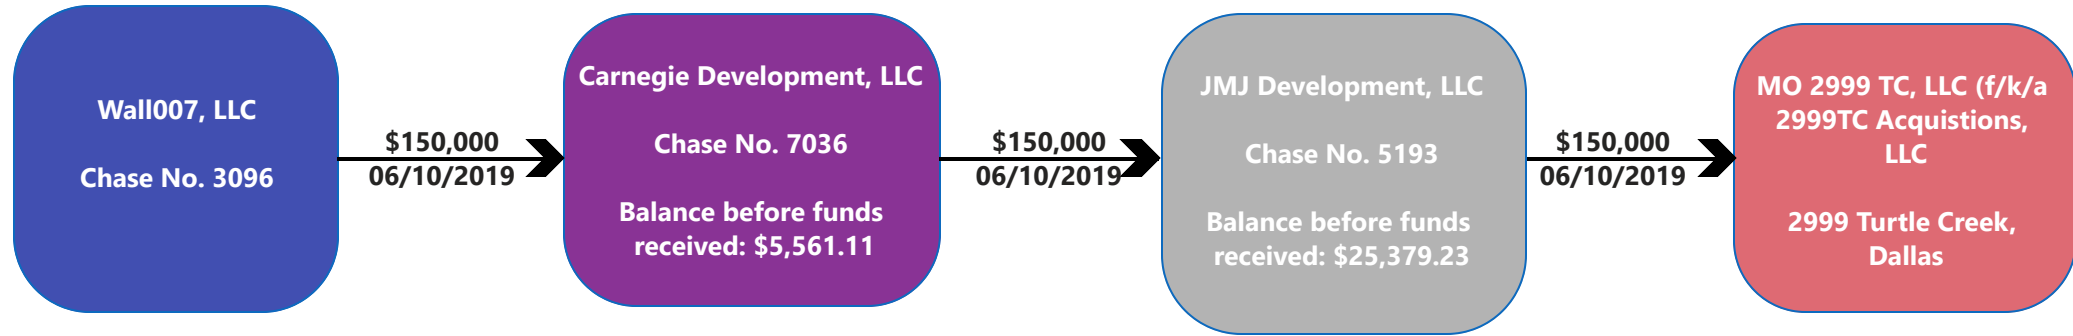 Wall007, LLC
Chase No. 3096
$150,000
06/10/2019
Carnegie Development, LLC
Chase No. 7036
Balance before funds
received: $5,561.11
$150,000
06/10/2019
JMJ Development, LLC
Chase No. 5193
Balance before funds
received: $25,379.23
$150,000
06/10/2019
MO 2999 TC, LLC (f/k/a
2999TC Acquistions,
LLC
2999 Turtle Creek,
Dallas